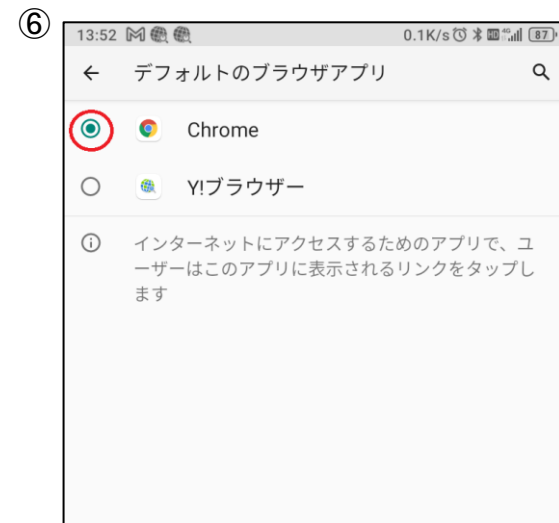 ⑥
13:52 0.1K/s HD 4G 87
デフォルトのブラウザアプリ
Chrome
Y!ブラウザー
インターネットにアクセスするためのアプリで、ユ
ーザーはこのアプリに表示されるリンクをタップし
ます